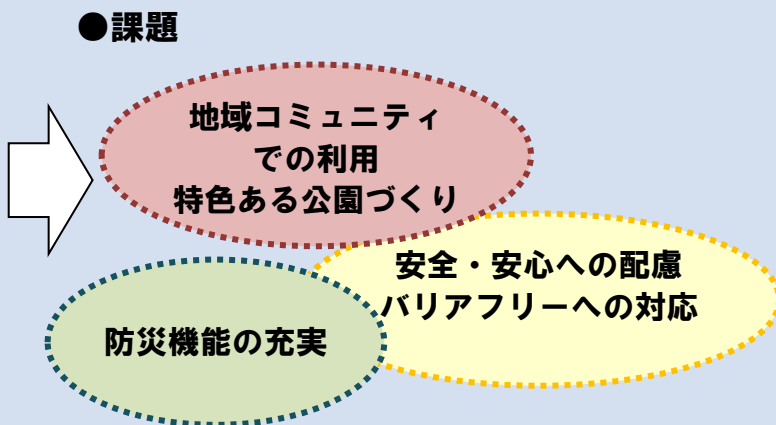 ●課題
地域コミュニティ
での利用
特色ある公園づくり
安全・安心への配慮
バリアフリーへの対応
防災機能の充実